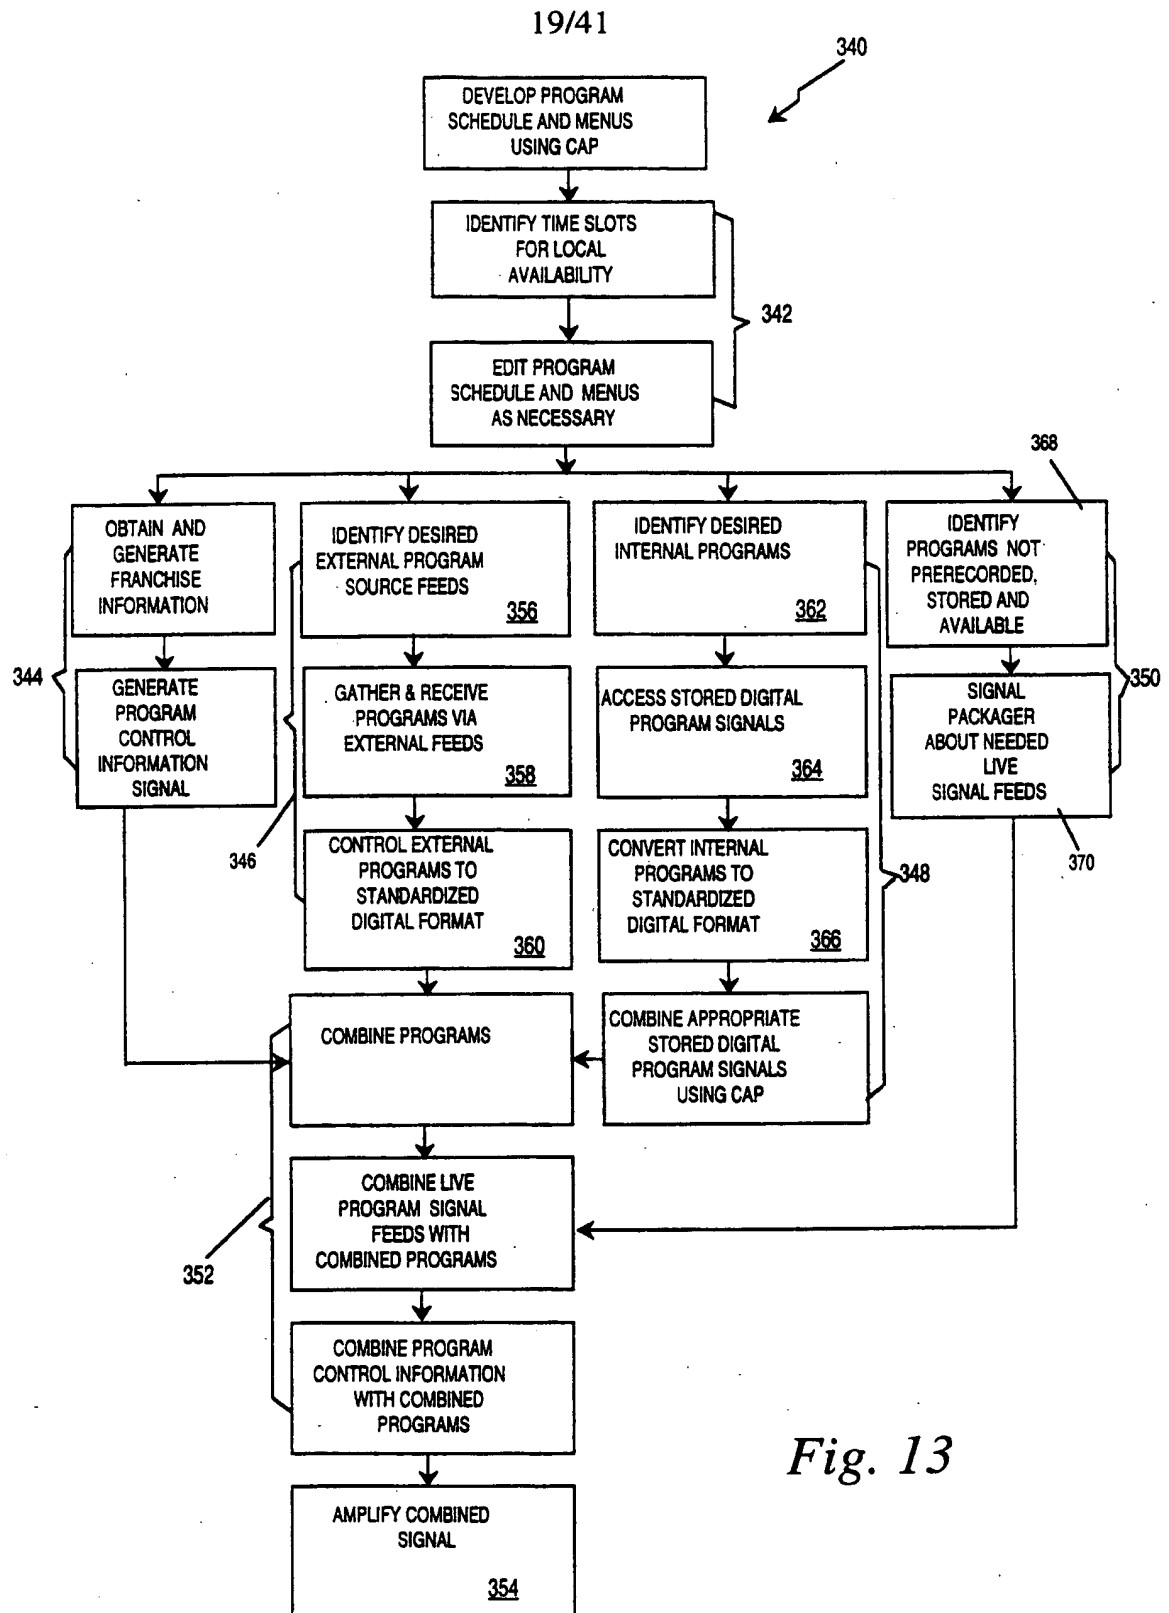 19/41
340
DEVELOP PROGRAM
SCHEDULE AND MENUS
USING CAP
IDENTIFY TIME SLOTS
FOR LOCAL
AVAILABILITY
342
EDIT PROGRAM
SCHEDULE AND MENUS
AS NECESSARY
368
OBTAIN AND
GENERATE
FRANCHISE
INFORMATION
IDENTIFY DESIRED
EXTERNAL PROGRAM
SOURCE FEEDS
356
IDENTIFY DESIRED
INTERNAL PROGRAMS
362
IDENTIFY
PROGRAMS NOT
PRERECORDED,
STORED AND
AVAILABLE
344
350
GENERATE
PROGRAM
CONTROL
INFORMATION
SIGNAL
GATHER & RECEIVE
PROGRAMS VIA
EXTERNAL FEEDS
358
ACCESS STORED DIGITAL
PROGRAM SIGNALS
364
SIGNAL
PACKAGER
ABOUT NEEDED
LIVE
SIGNAL FEEDS
346
370
CONTROL EXTERNAL
PROGRAMS TO
STANDARDIZED
DIGITAL FORMAT
360
CONVERT INTERNAL
PROGRAMS TO
STANDARDIZED
DIGITAL FORMAT
366
348
COMBINE PROGRAMS
COMBINE APPROPRIATE
STORED DIGITAL
PROGRAM SIGNALS
USING CAP
COMBINE LIVE
PROGRAM SIGNAL
FEEDS WITH
COMBINED PROGRAMS
352
COMBINE PROGRAM
CONTROL INFORMATION
WITH COMBINED
PROGRAMS
Fig. 13
AMPLIFY COMBINED
SIGNAL
354